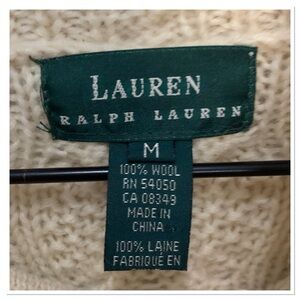 LAUREN
RALPH LAUREN
M
100% WOOL
RN 54050
CA 08349
MADE IN
CHINA
100% LAINE
FABRIQUÉ EN